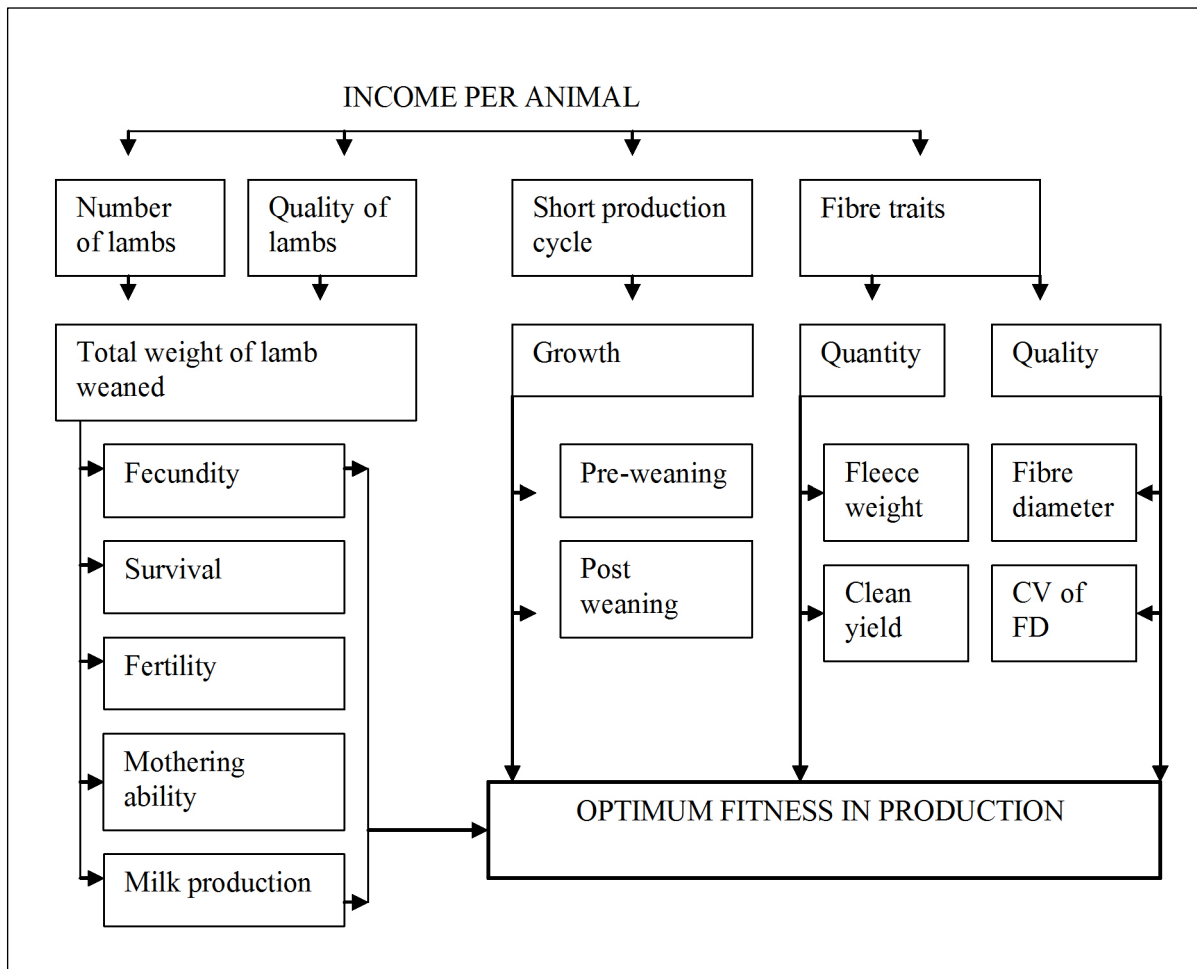 INCOME PER ANIMAL
Number
of lambs
Quality of
lambs
Short production
cycle
Fibre traits
Total weight of lamb
weaned
Growth
Quantity
Quality
Fecundity
Survival
Fertility
Mothering
ability
Milk production
Pre-weaning
Post
weaning
Fleece
weight
Clean
yield
Fibre
diameter
CV of
FD
OPTIMUM FITNESS IN PRODUCTION